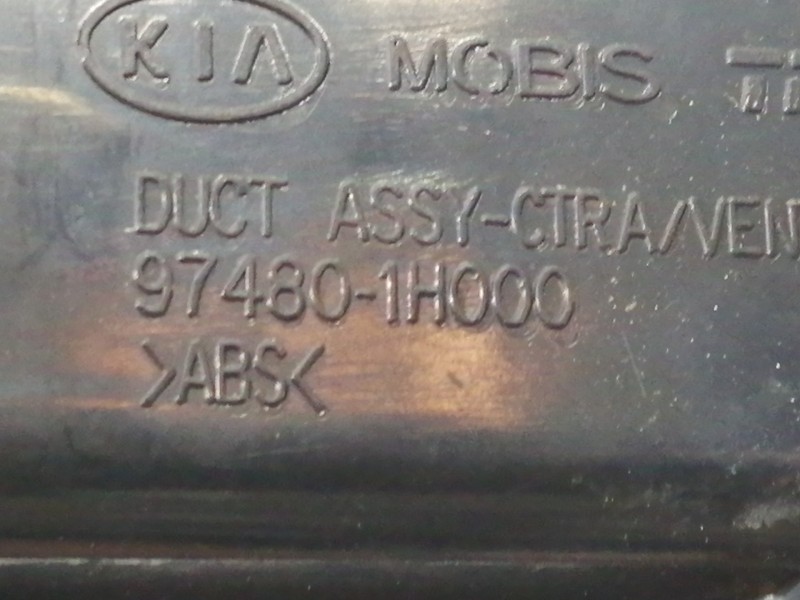 KIA MOBIS
DUCT ASSY-CTRA/VEN
97480-1H000
>ABS<